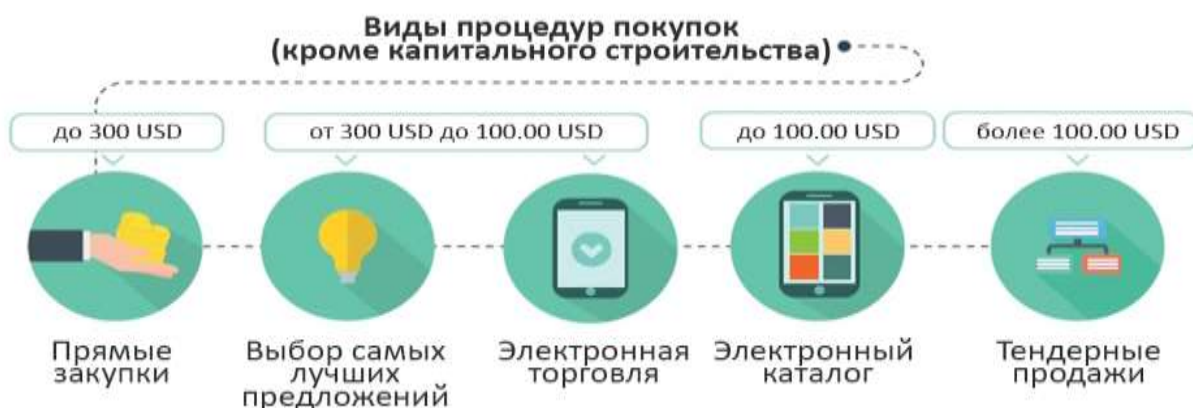 Виды процедур покупок
(кроме капитального строительства)
до 300 USD
от 300 USD до 100.00 USD
до 100.00 USD
более 100.00 USD
Прямые
закупки
Выбор самых
лучших
предложений
Электронная
торговля
Электронный
каталог
Тендерные
продажи